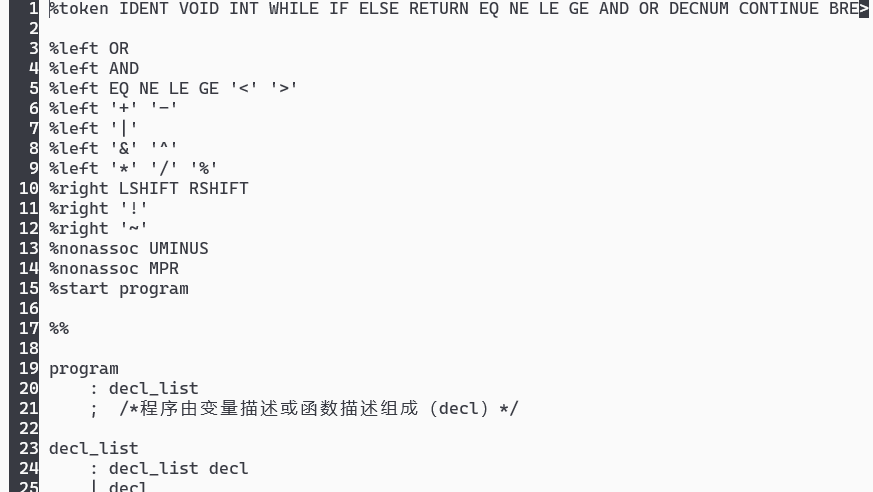 1 %token IDENT VOID INT WHILE IF ELSE RETURN EQ NE LE GE AND OR DECNUM CONTINUE BRE>
2
3 %left OR
4 %left AND
5 %left EQ NE LE GE '<' '>'
6 %left '+' '-'
7 %left '|'
8 %left '&' '^'
9 %left '*' '/' '%'
10 %right LSHIFT RSHIFT
11 %right '!'
12 %right '~'
13 %nonassoc UMINUS
14 %nonassoc MPR
15 %start program
16
17 %%
18
19 program
20     : decl_list
21     ;  /*程序由变量描述或函数描述组成（decl）*/
22
23 decl_list
24     : decl_list decl
25     | decl